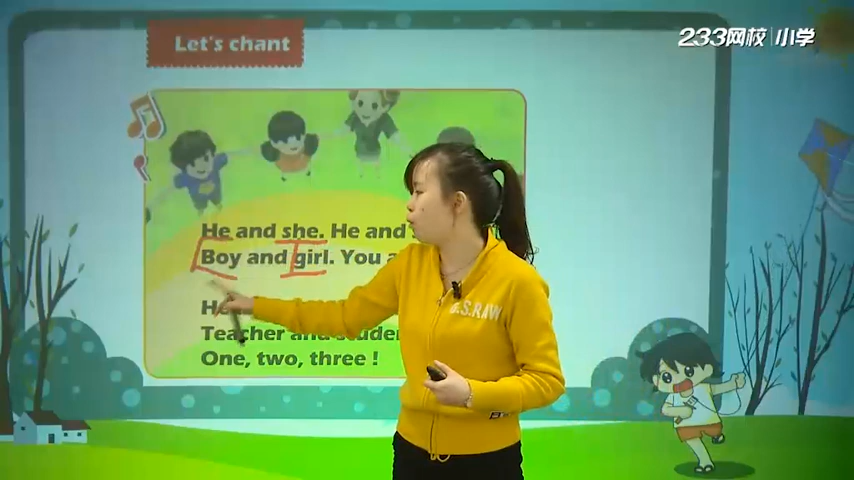 Let's chant
233网校 小学
He and she. He and
Boy and girl. You
Teacher and
One, two, three !
S.RAW